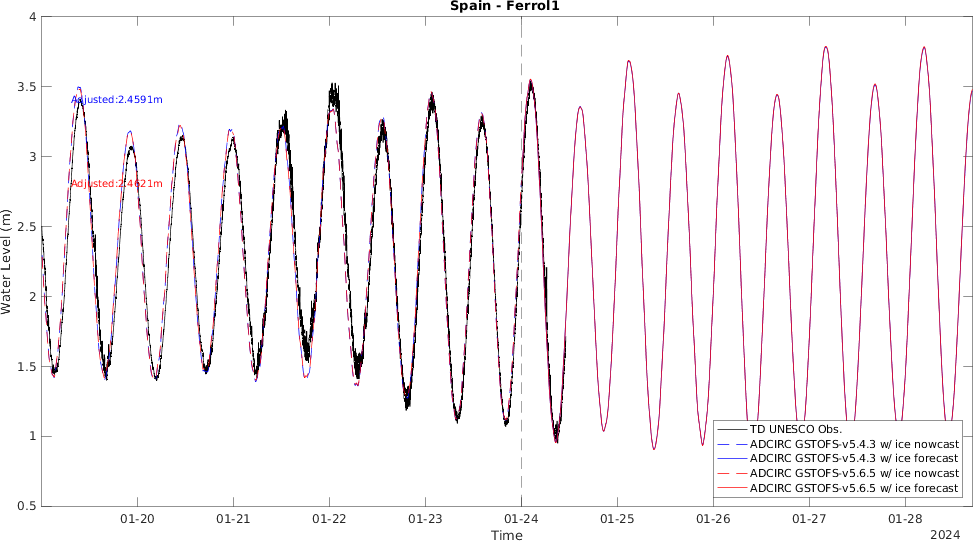 Spain - Ferrol1
4
3.5
3
2.5
2
1.5
1
0.5
Water Level (m)
Adjusted:2.4591m
Adjusted:2.4621m
TD UNESCO Obs.
ADCIRC GSTOFS-v5.4.3 w/ ice nowcast
ADCIRC GSTOFS-v5.4.3 w/ ice forecast
ADCIRC GSTOFS-v5.6.5 w/ ice nowcast
ADCIRC GSTOFS-v5.6.5 w/ ice forecast
01-20 01-21 01-22 01-23 01-24 01-25 01-26 01-27 01-28
Time
2024